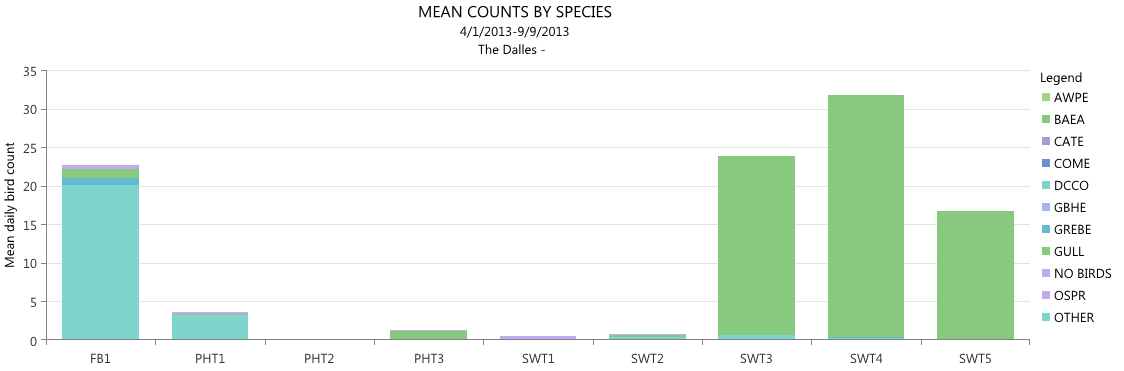 MEAN COUNTS BY SPECIES
4/1/2013-9/9/2013
The Dalles -
Mean daily bird count
35
30
25
20
15
10
5
0
FB1 PHT1 PHT2 PHT3 SWT1 SWT2 SWT3 SWT4 SWT5
Legend
AWPE
BAEA
CATE
COME
DCCO
GBHE
GREBE
GULL
NO BIRDS
OSPR
OTHER